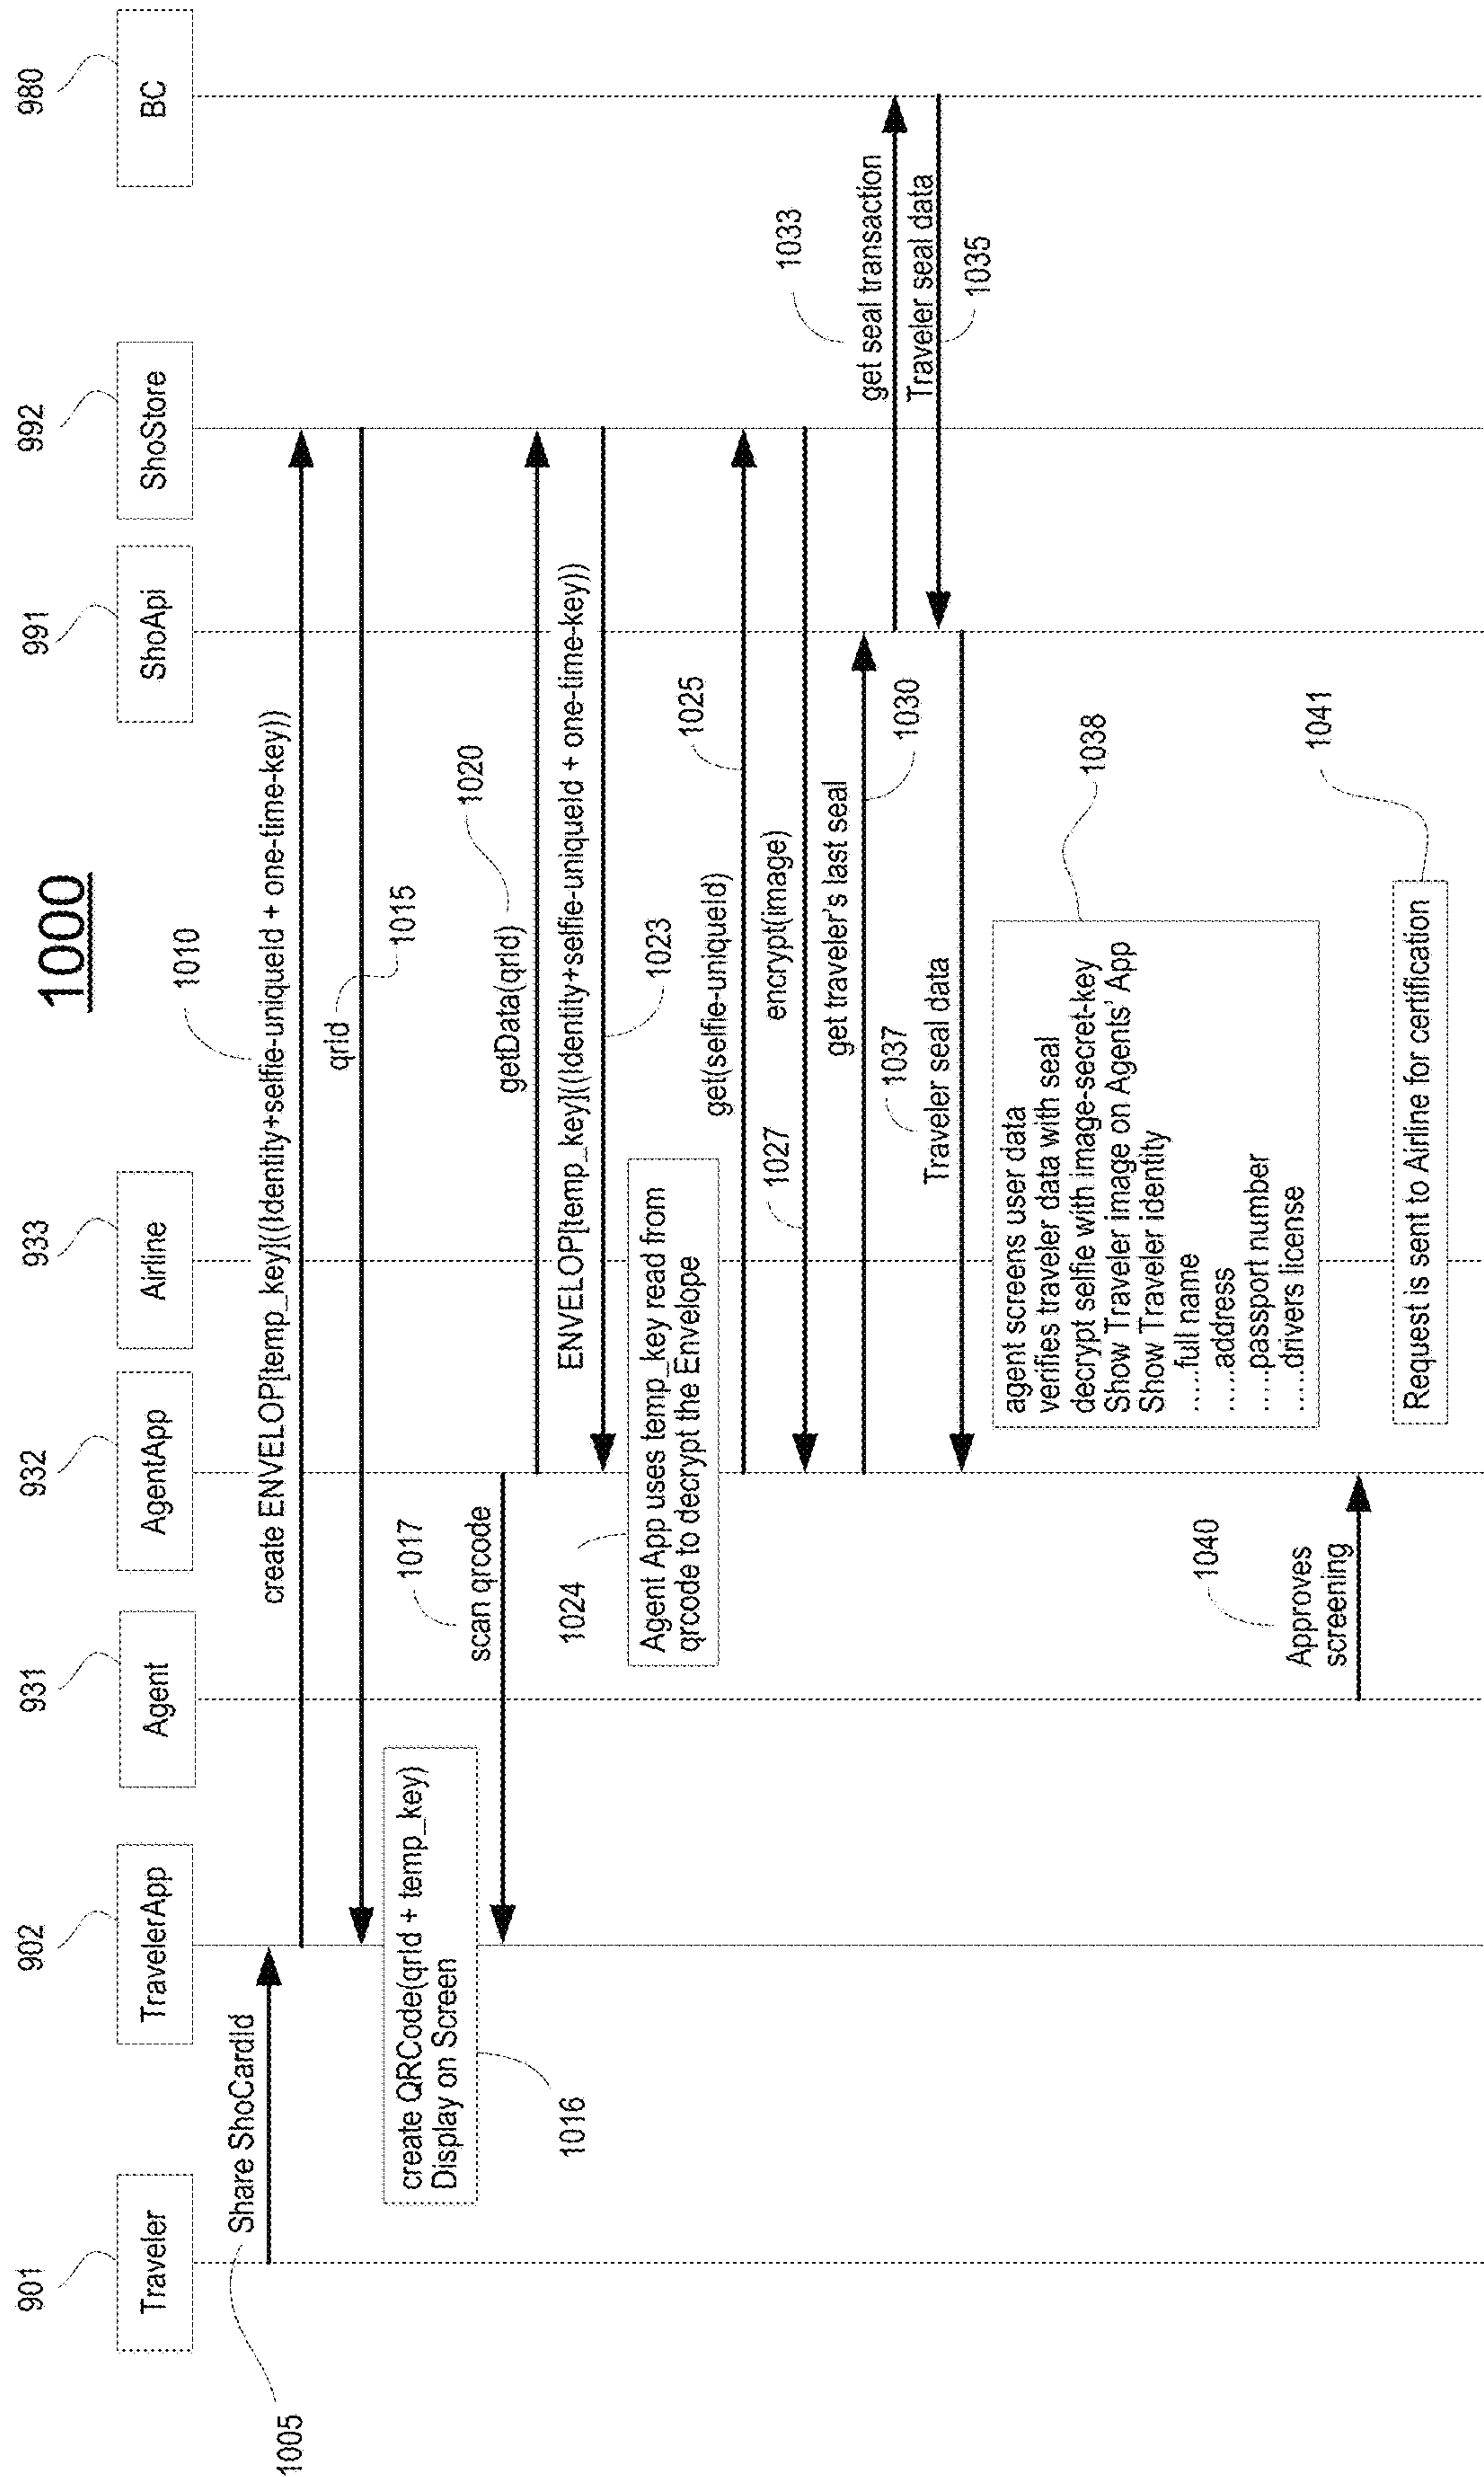 1000
901
902
931
932
933
991
992
980
Traveler
TravelerApp
Agent
AgentApp
Airline
ShoApi
ShoStore
BC
1005
Share ShoCardId
1010
create ENVELOP[temp_key]((Identity+selfie-uniqueId + one-time-key))
qrId
1015
create QRCode(qrId + temp_key)
Display on Screen
1016
1017
scan qrcode
1020
getData(qrId)
ENVELOP[temp_key]((Identity+selfie-uniqueId + one-time-key))
1023
1024
Agent App uses temp_key read from
qrcode to decrypt the Envelope
get(selfie-uniqueId)
1025
1027
encrypt(image)
get traveler's last seal
1030
1033
get seal transaction
Traveler seal data
1035
1037
Traveler seal data
agent screens user data
verifies traveler data with seal
decrypt selfie with image-secret-key
Show Traveler image on Agents' App
Show Traveler identity
.....full name
.....address
.....passport number
.....drivers license
1038
1040
Approves
screening
Request is sent to Airline for certification
1041